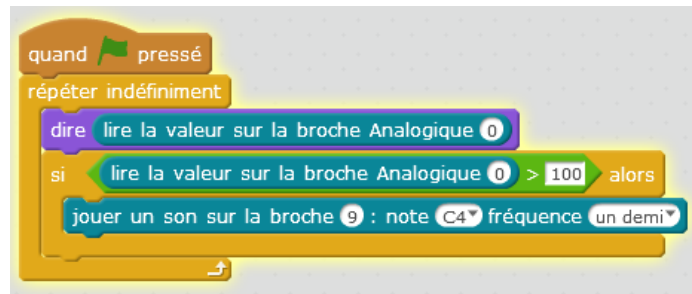 quand pressé
répéter indéfiniment
dire lire la valeur sur la broche Analogique 0
si lire la valeur sur la broche Analogique 0 > 100 alors
jouer un son sur la broche 9 : note C4 fréquence un demi